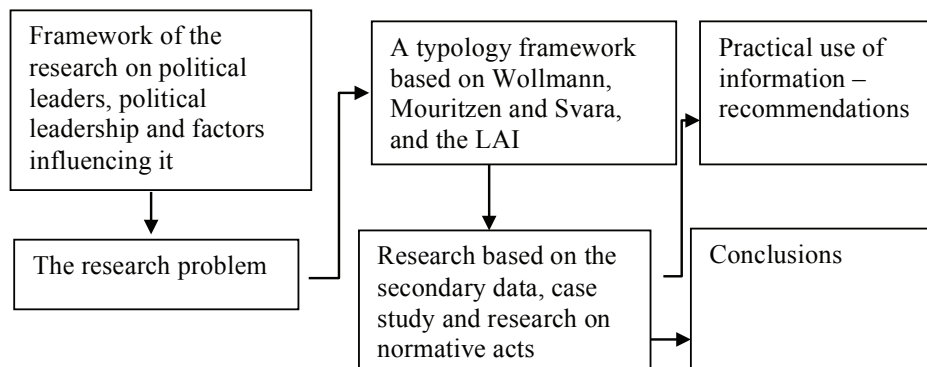 Framework of the
research on political
leaders, political
leadership and factors
influencing it
The research problem
A typology framework
based on Wollmann,
Mouritzen and Svara,
and the LAI
Research based on the
secondary data, case
study and research on
normative acts
Practical use of
information –
recommendations
Conclusions